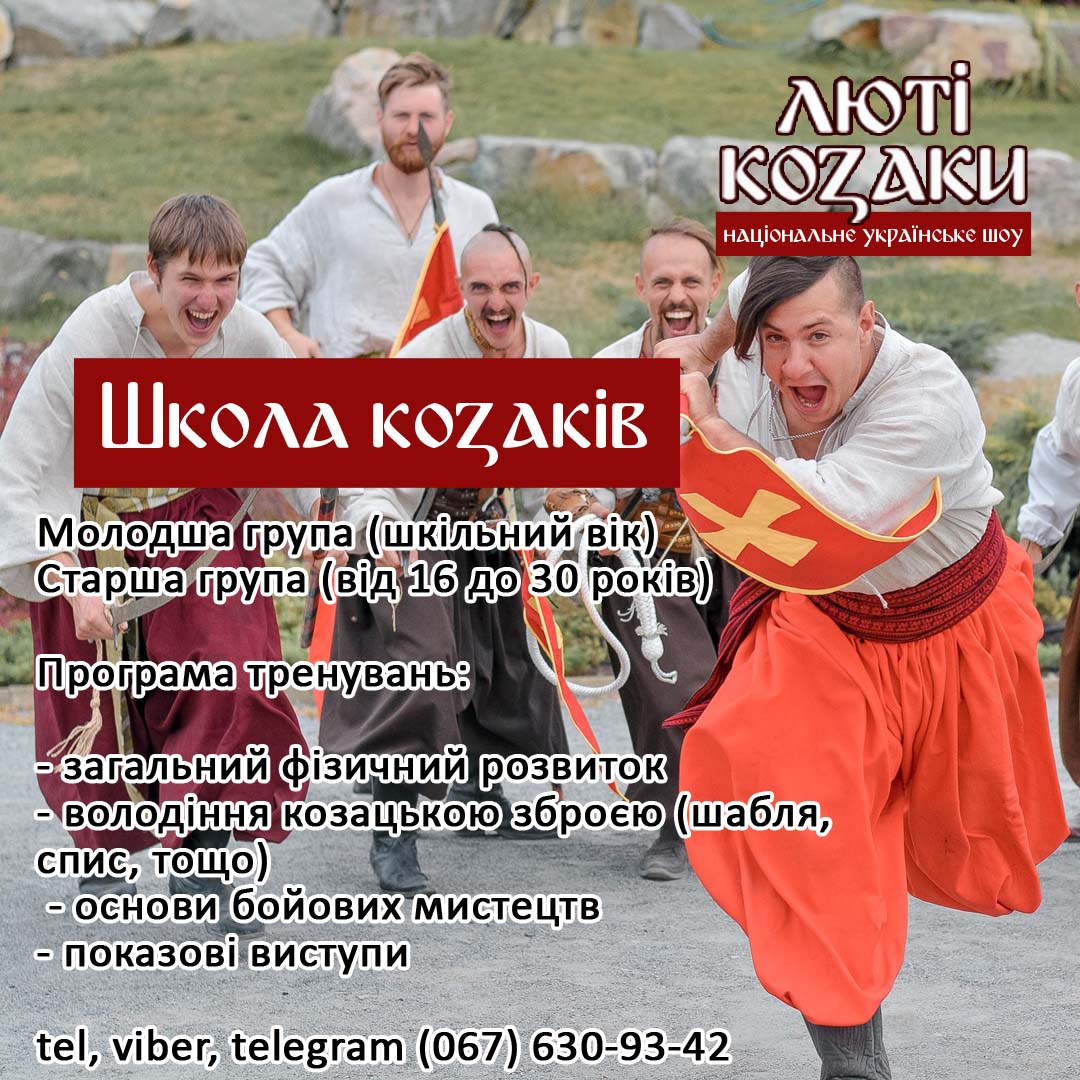 ЛЮТІ
КОЗАКИ
НАЦІОНАЛЬНЕ УКРАЇНСЬКЕ ШОУ
Школа козаків
Молодша група (шкільний вік)
Старша група (від 16 до 30 років)
Програма тренувань:
- загальний фізичний розвиток
- володіння козацькою зброєю (шабля,
спис, тощо)
- основи бойових мистецтв
- показові виступи
tel, viber, telegram (067) 630-93-42